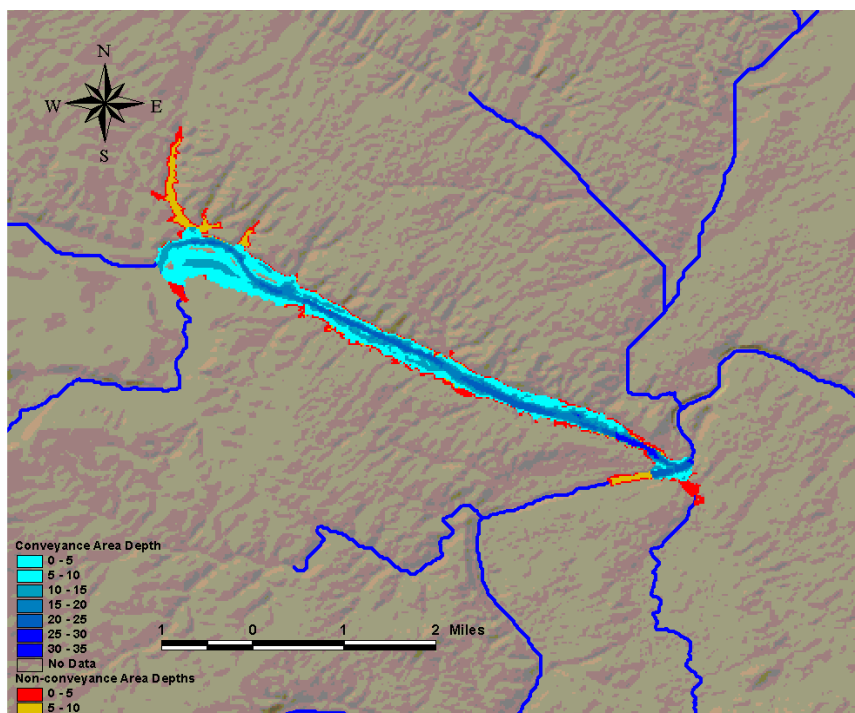 N
W E
S
Conveyance Area Depth
0 - 5
5 - 10
10 - 15
15 - 20
20 - 25
25 - 30
30 - 35
No Data
Non-conveyance Area Depths
0 - 5
5 - 10
1 0 1 2 Miles